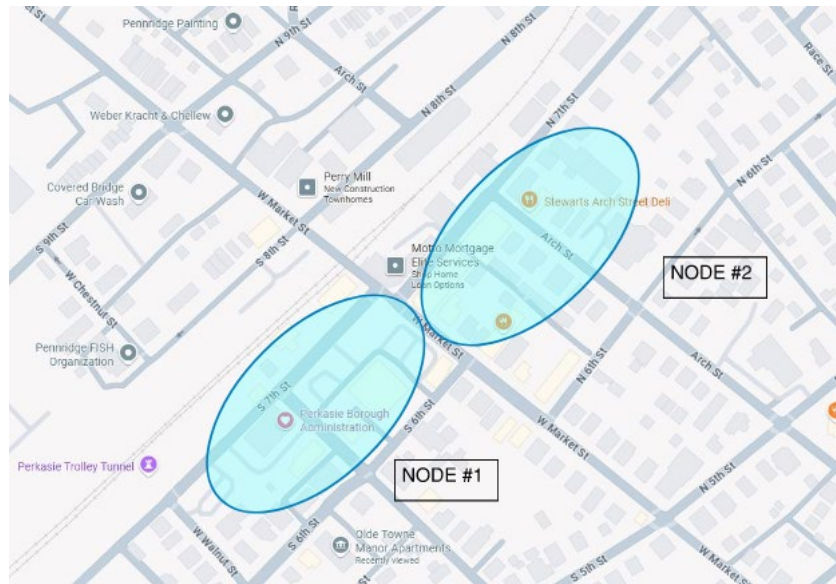 Pennridge Painting
N 9th St
R
N 8th St
Race St
Arch St
N 8th St
N 7th St
Weber Kracht & Chellew
Perry Mill
New Construction
Townhomes
N 6th St
Covered Bridge
Car Wash
W Market St
Stewarts Arch Street Deli
S 9th St
S 8th St
Motto Mortgage
Elite Services
Shop Home
Loan Options
Arch St
NODE #2
W Chestnut St
W Market St
Pennridge FISH
Organization
N 6th St
Arch St
S 7th St
Perkasie Borough
Administration
S 6th St
W Market St
Perkasie Trolley Tunnel
NODE #1
N 5th St
W Walnut St
S 6th St
Olde Towne
Manor Apartments
Recently viewed
S 5th St
W Market St